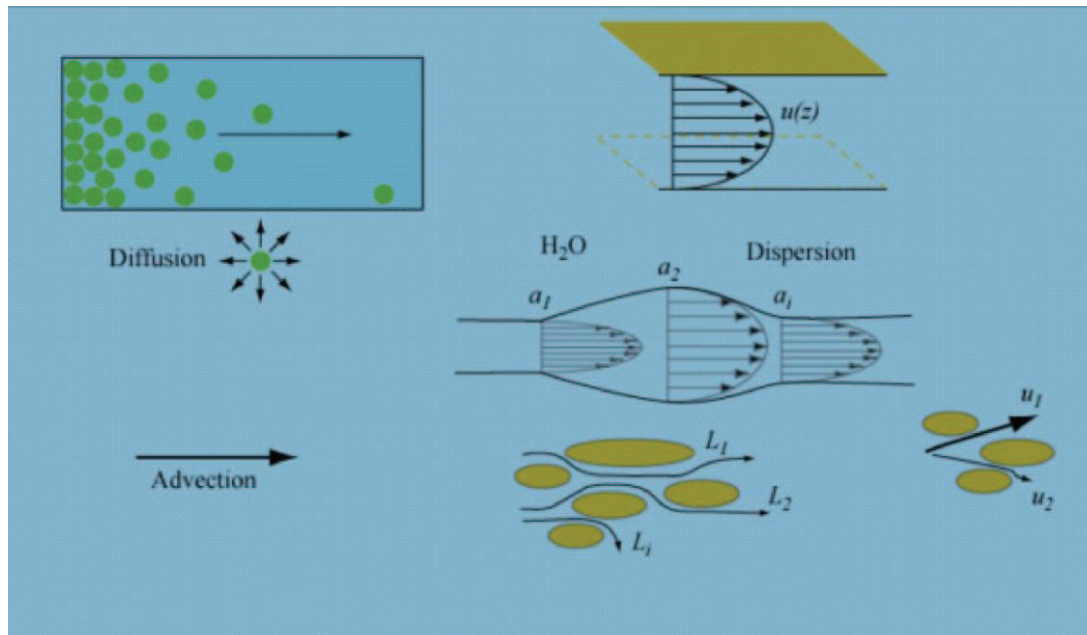 u(z)
Diffusion
H₂O
Dispersion
a₁
a₂
aᵢ
Advection
L₁
L₂
Lᵢ
u₁
u₂